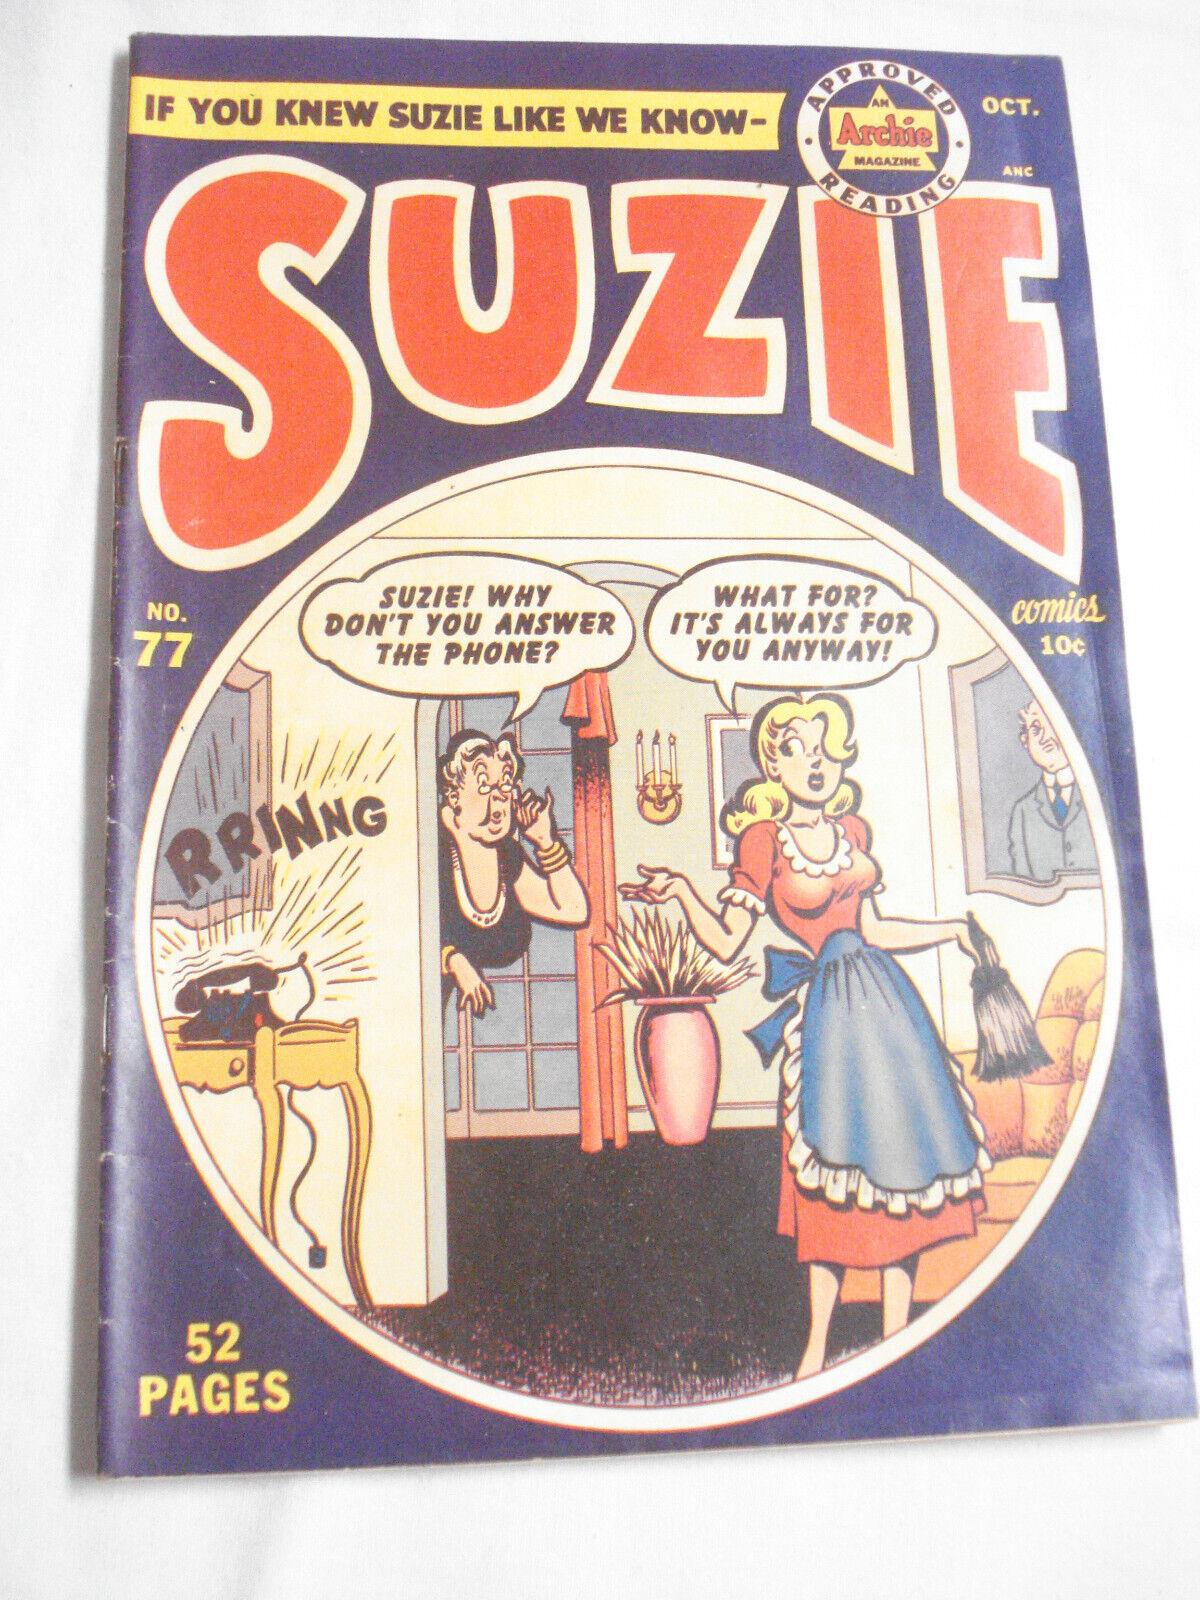 IF YOU KNEW SUZIE LIKE WE KNOW-
APPROVED
AN
Archie
MAGAZINE
READING
OCT.
ANC
SUZIE
comics
10¢
NO.
77
SUZIE! WHY
DON'T YOU ANSWER
THE PHONE?
WHAT FOR?
IT'S ALWAYS FOR
YOU ANYWAY!
RRINNG
52
PAGES